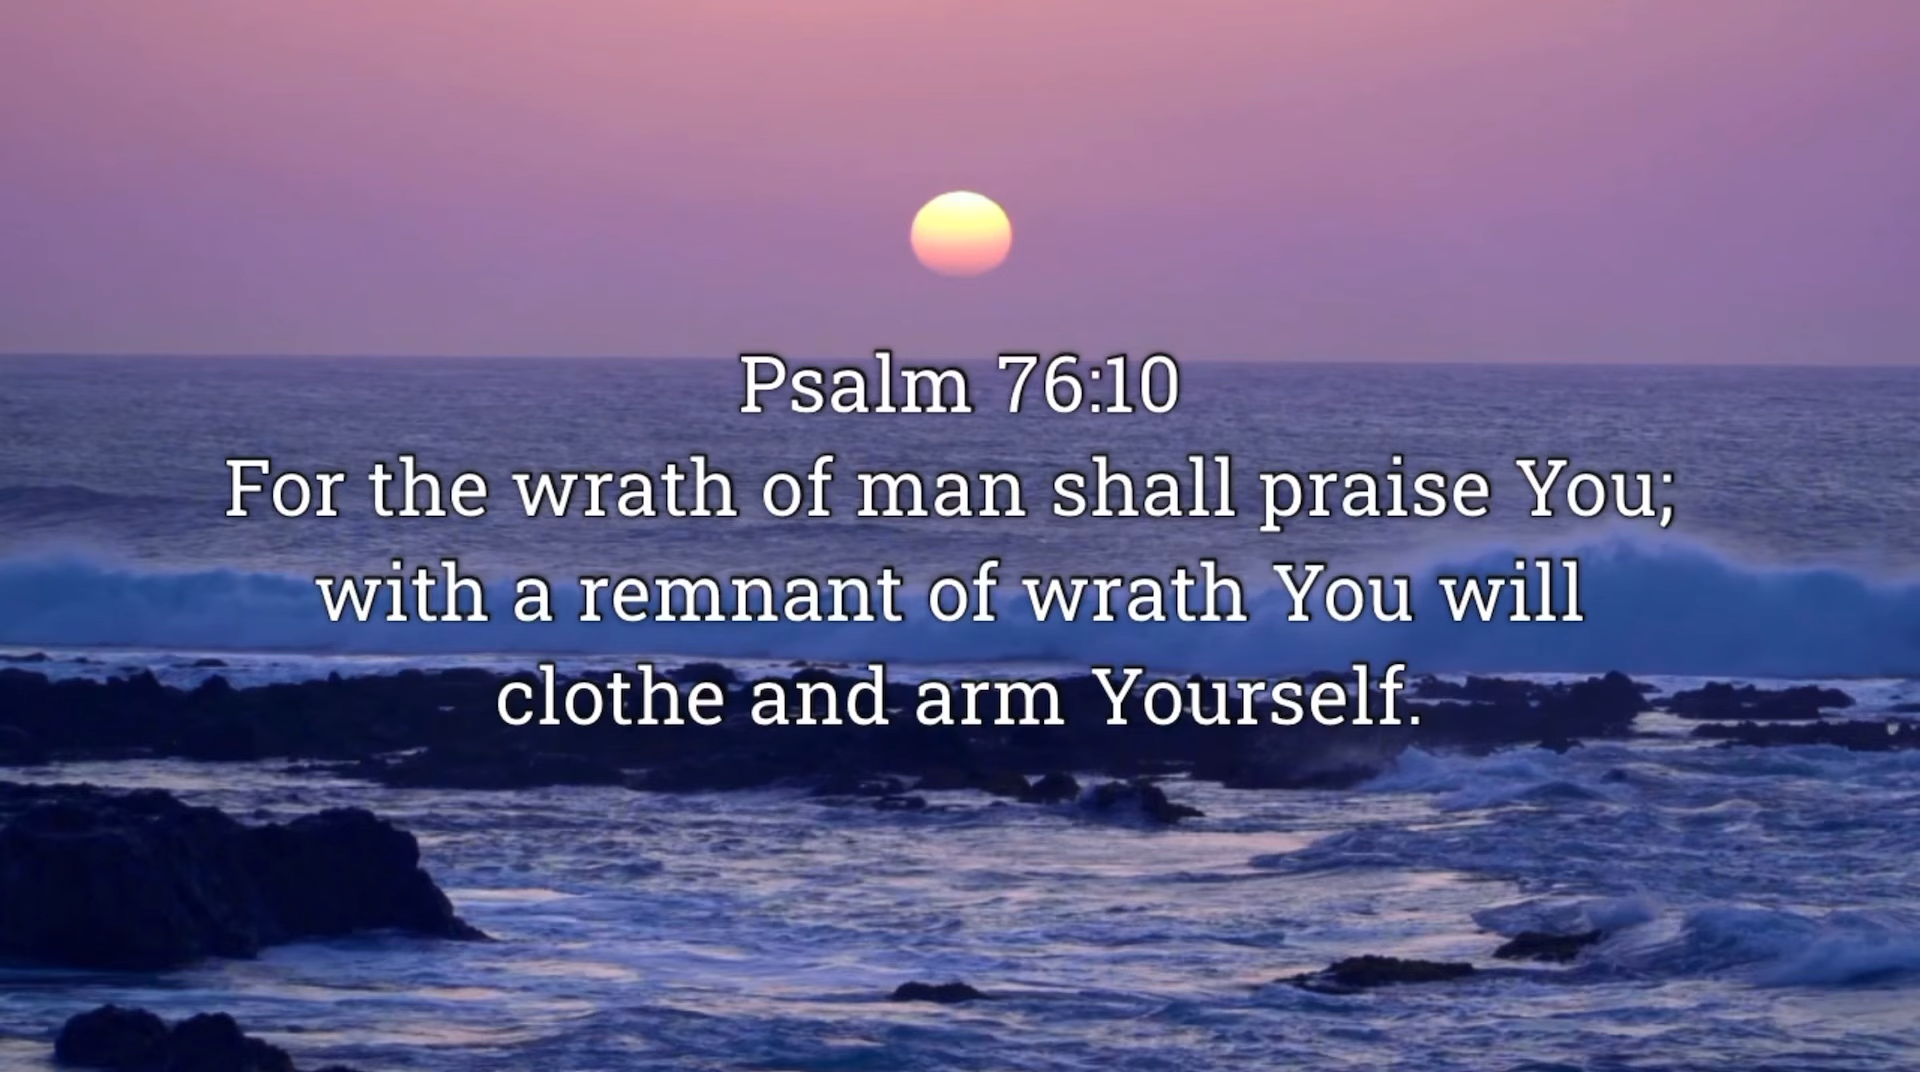 Psalm 76:10
For the wrath of man shall praise You;
with a remnant of wrath You will
clothe and arm Yourself.